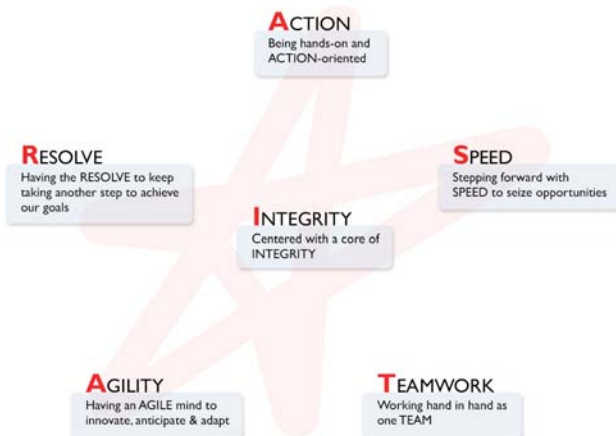 ACTION
Being hands-on and
ACTION-oriented
RESOLVE
Having the RESOLVE to keep
taking another step to achieve
our goals
SPEED
Stepping forward with
SPEED to seize opportunities
INTEGRITY
Centered with a core of
INTEGRITY
AGILITY
Having an AGILE mind to
innovate, anticipate & adapt
TEAMWORK
Working hand in hand as
one TEAM